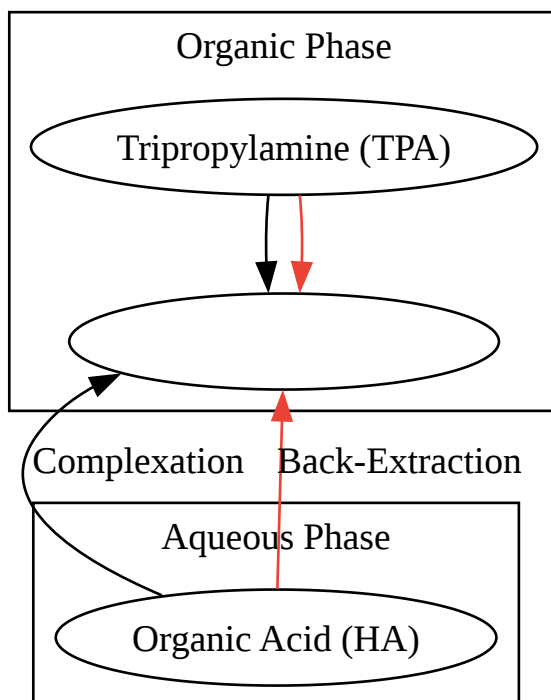 Organic Phase
Tripropylamine (TPA)
Complexation
Back-Extraction
Aqueous Phase
Organic Acid (HA)